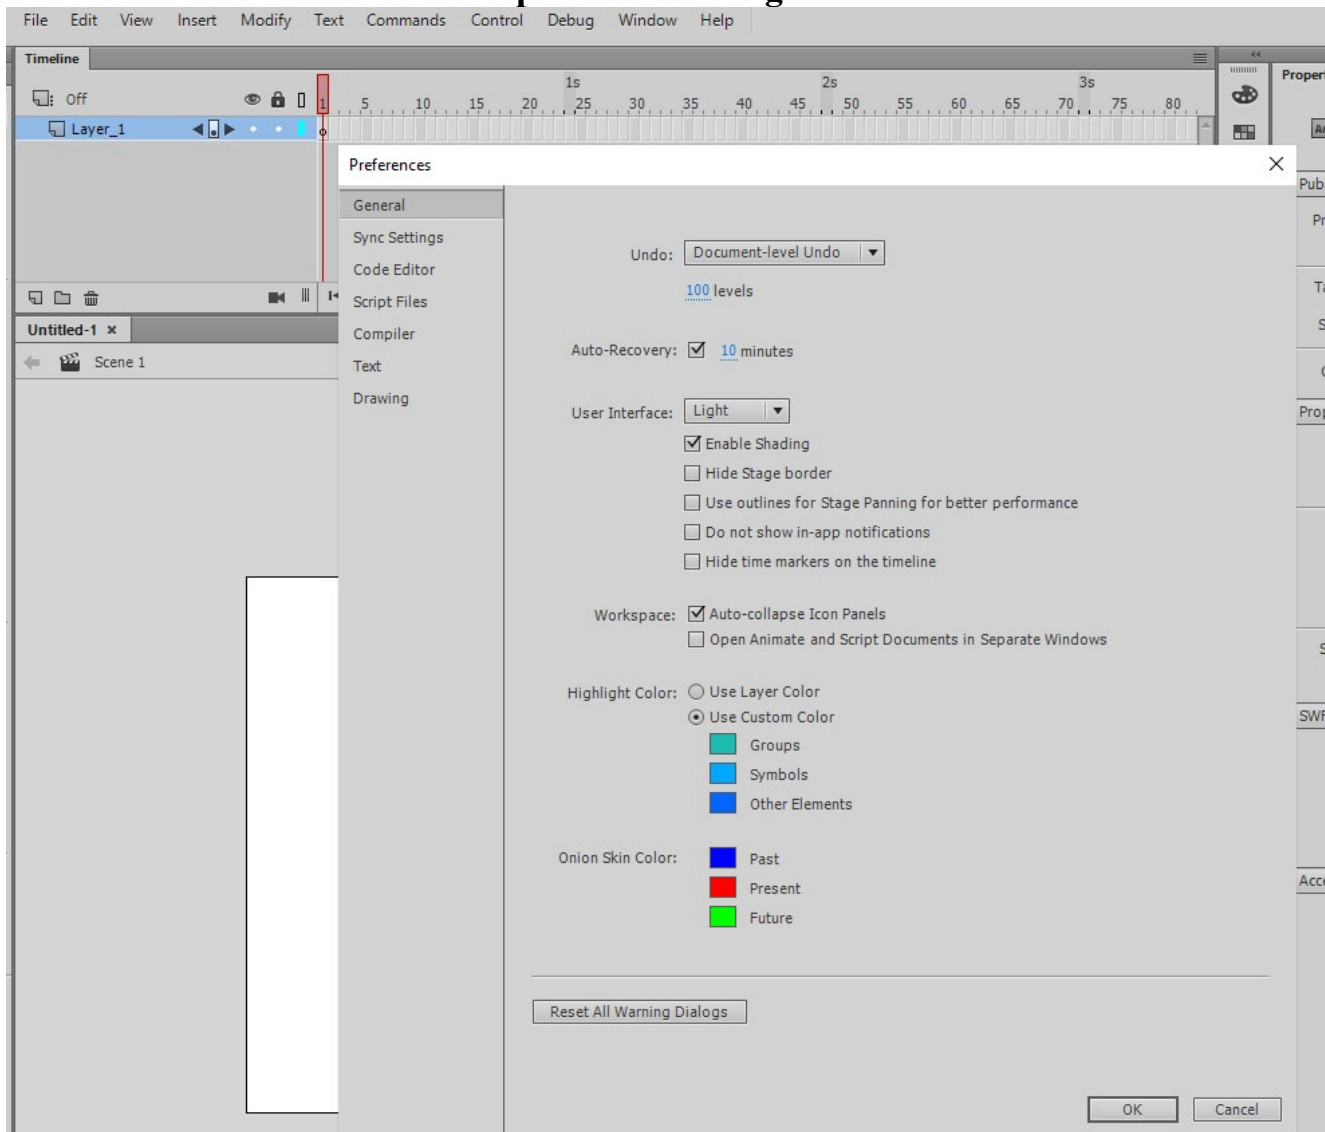 File Edit View Insert Modify Text Commands Control Debug Window Help
Timeline
Proper
1s 2s 3s
Off
1 5 10 15 20 25 30 35 40 45 50 55 60 65 70 75 80
Layer_1
Preferences
Pub
General
Sync Settings
Code Editor
Script Files
Compiler
Text
Drawing
Undo: Document-level Undo
100 levels
Auto-Recovery: 10 minutes
User Interface: Light
Enable Shading
Hide Stage border
Use outlines for Stage Panning for better performance
Do not show in-app notifications
Hide time markers on the timeline
Workspace: Auto-collapse Icon Panels
Open Animate and Script Documents in Separate Windows
Highlight Color: Use Layer Color
Use Custom Color
Groups
Symbols
Other Elements
Onion Skin Color: Past
Present
Future
Reset All Warning Dialogs
OK Cancel
Untitled-1
Scene 1
Pr
Ta
S
Prop
S
SWF
Acce